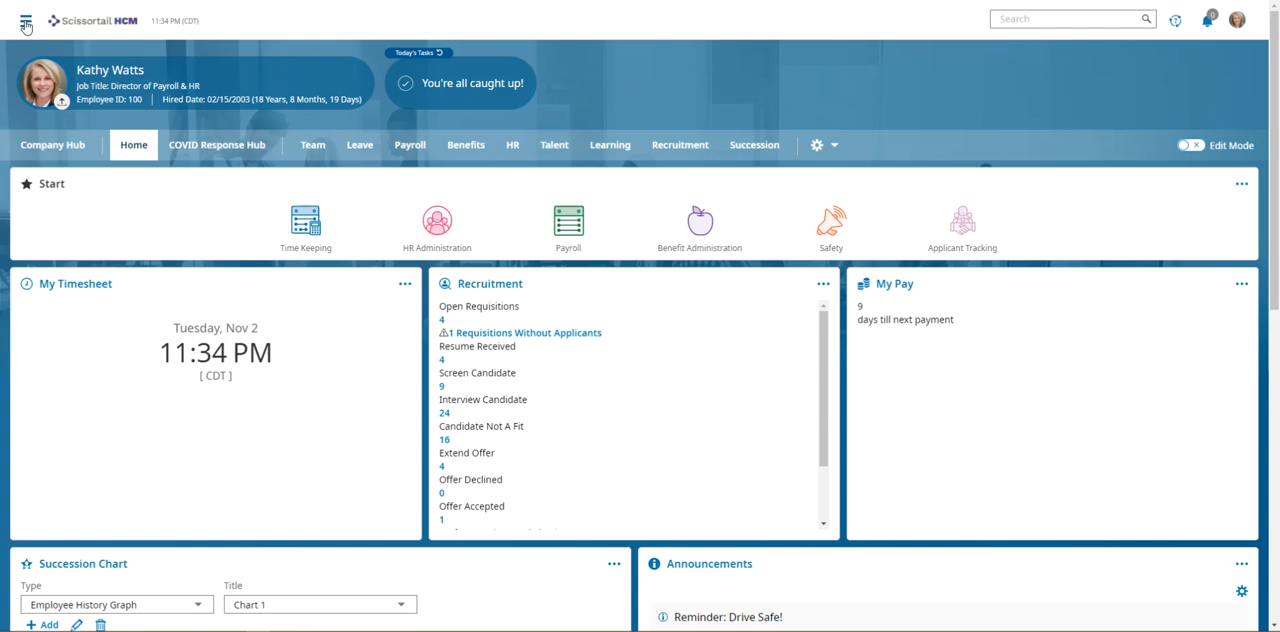 Scissortail HCM 11:34 PM (CDT) Search 0
Today's Tasks
Kathy Watts
Job Title: Director of Payroll & HR
Employee ID: 100 | Hired Date: 02/15/2003 (18 Years, 8 Months, 19 Days)
You're all caught up!
Company Hub Home COVID Response Hub Team Leave Payroll Benefits HR Talent Learning Recruitment Succession Edit Mode
Start
Time Keeping HR Administration Payroll Benefit Administration Safety Applicant Tracking
My Timesheet
Tuesday, Nov 2
11:34 PM
[ CDT ]
Recruitment
Open Requisitions
4
1 Requisitions Without Applicants
Resume Received
4
Screen Candidate
9
Interview Candidate
24
Candidate Not A Fit
16
Extend Offer
4
Offer Declined
0
Offer Accepted
1
My Pay
9
days till next payment
Succession Chart
Type Title
Employee History Graph Chart 1
+ Add
Announcements
Reminder: Drive Safe!